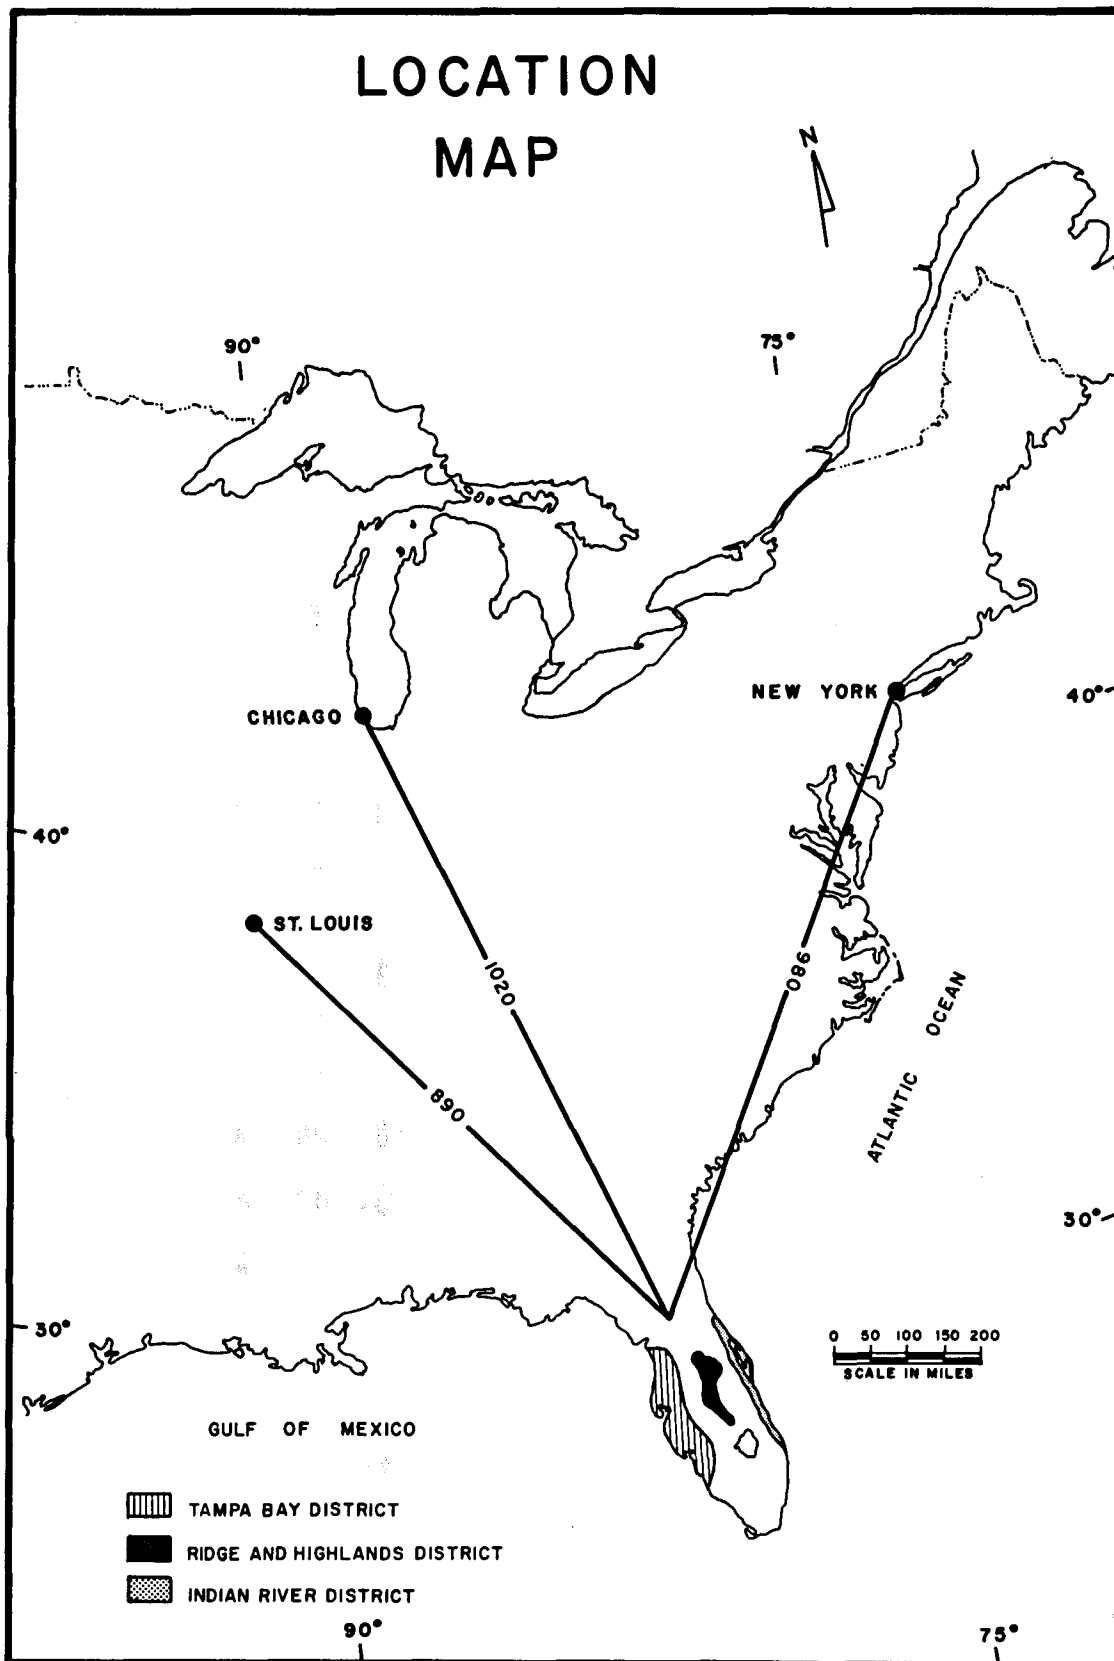 LOCATION
MAP
N
90°
75°
NEW YORK
40°
CHICAGO
40°
ST. LOUIS
1020
980
ATLANTIC OCEAN
890
30°
30°
0 50 100 150 200
SCALE IN MILES
GULF OF MEXICO
TAMPA BAY DISTRICT
RIDGE AND HIGHLANDS DISTRICT
INDIAN RIVER DISTRICT
90°
75°